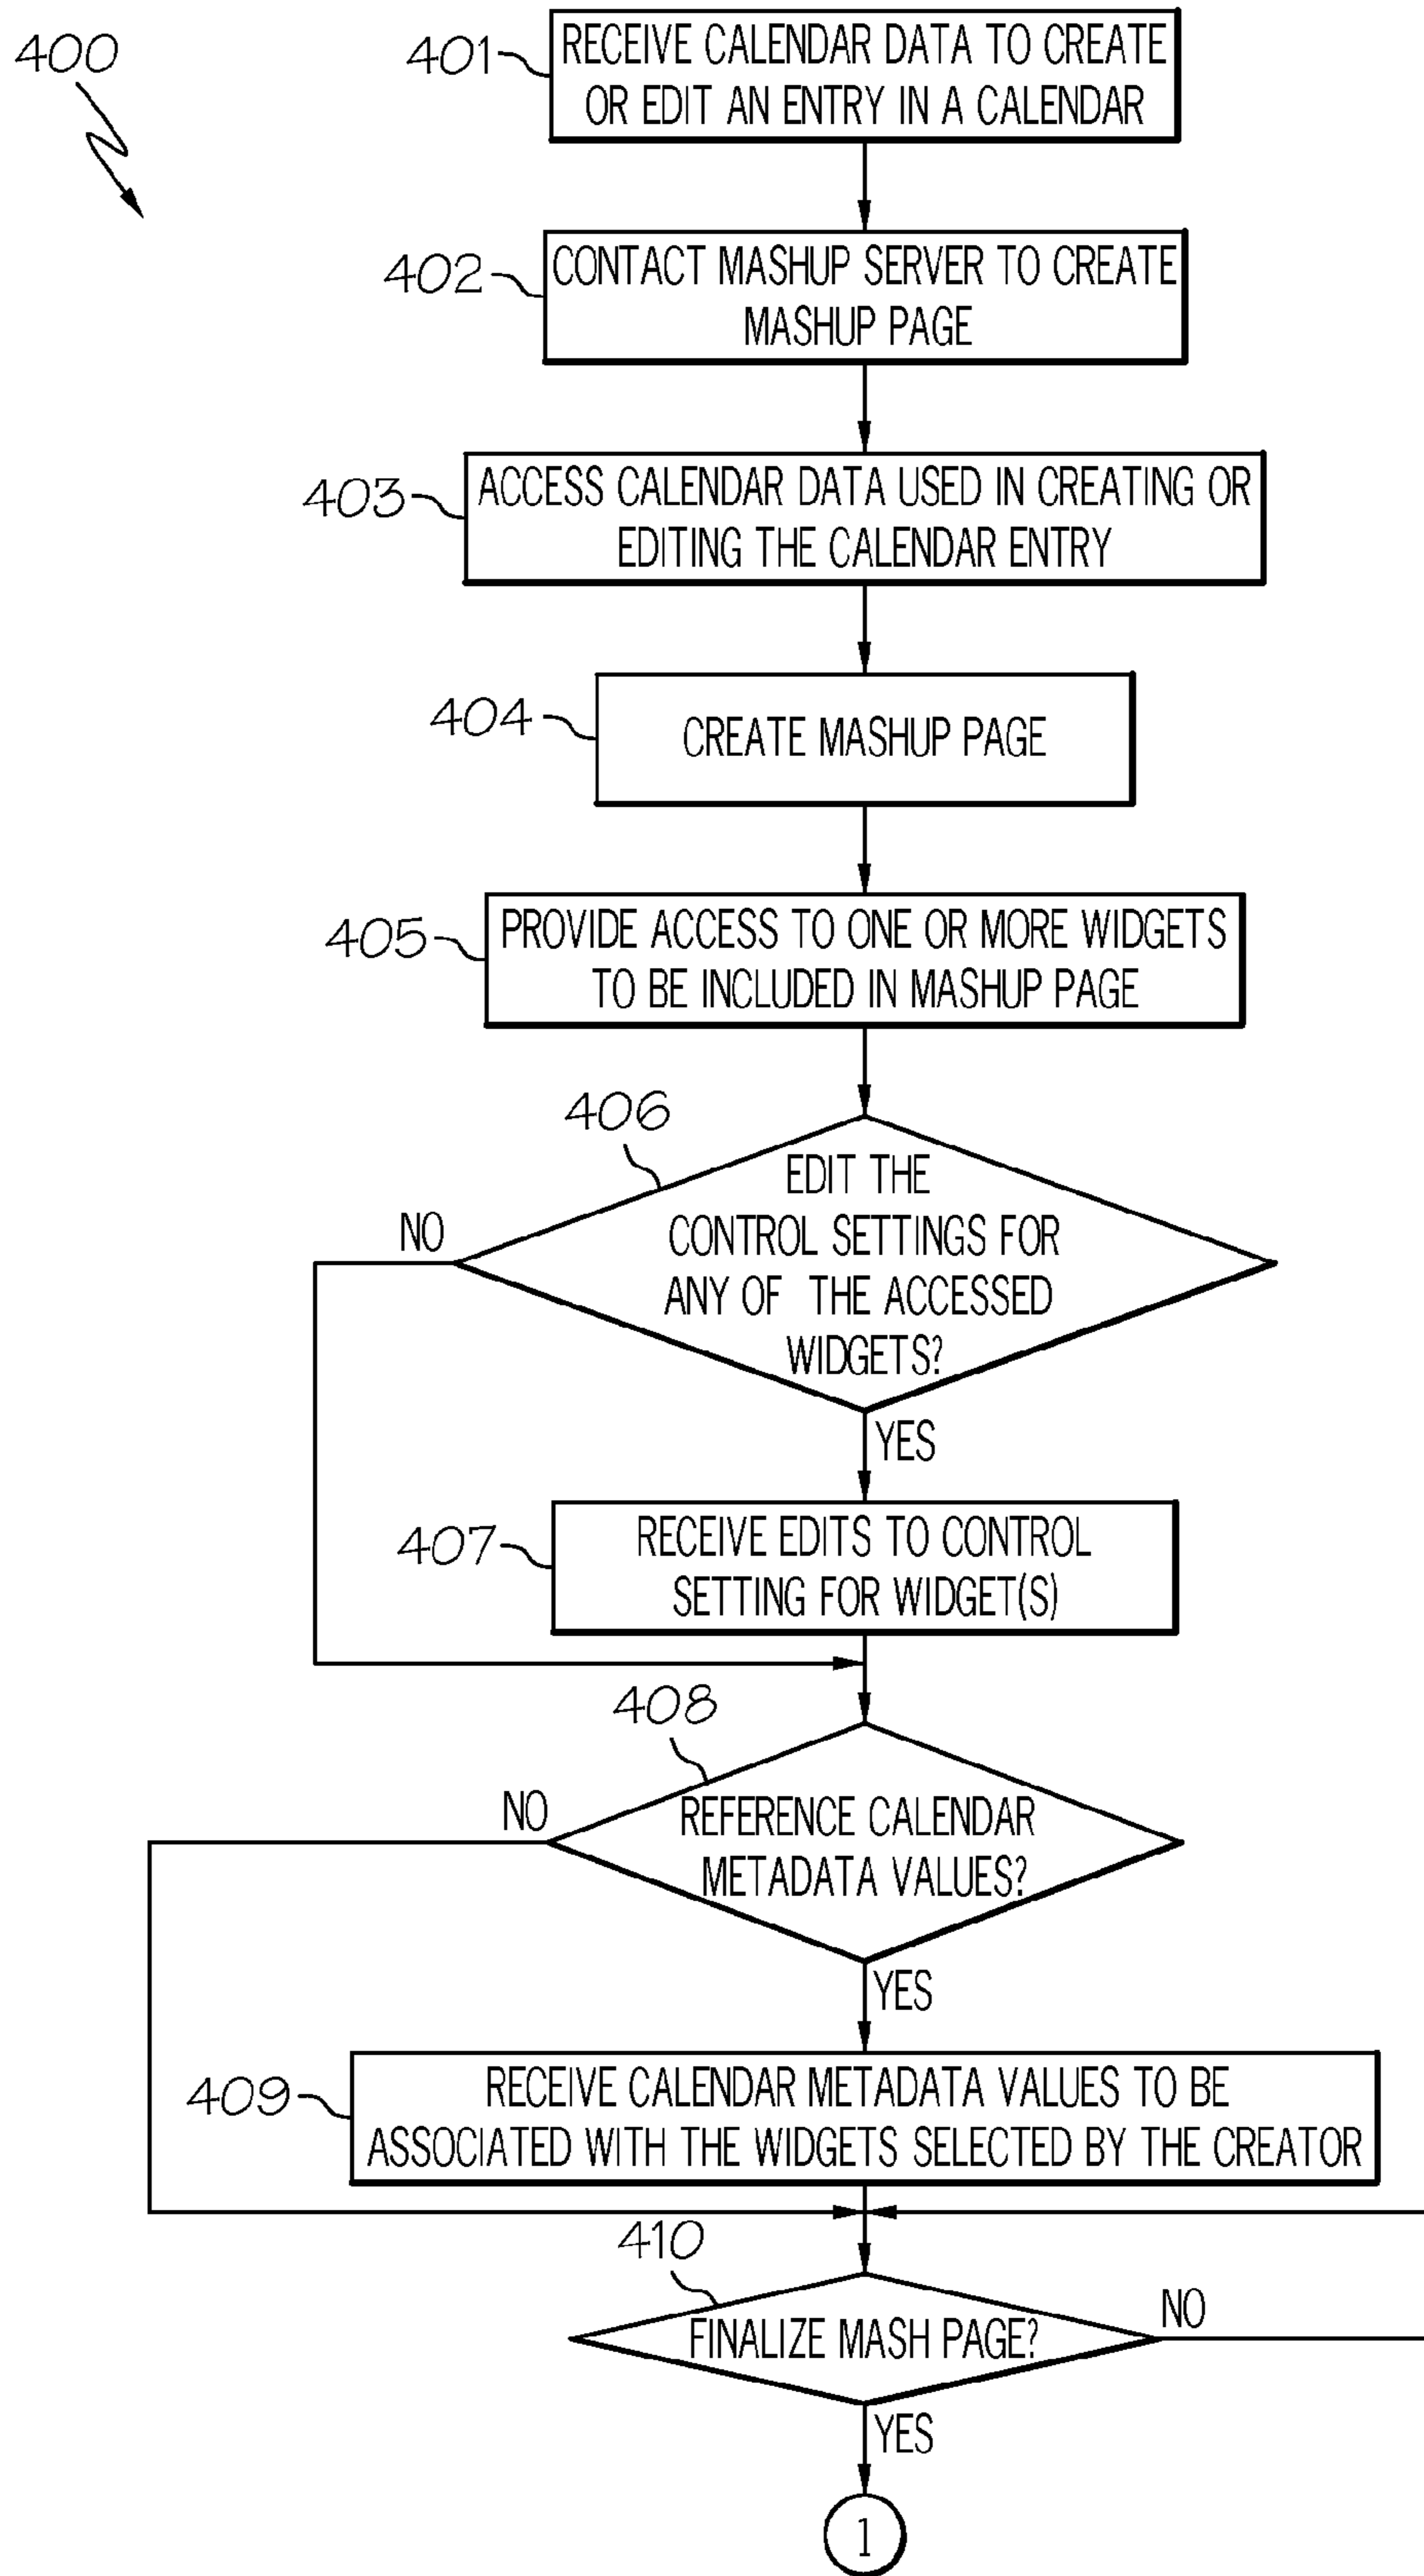 400
401
RECEIVE CALENDAR DATA TO CREATE
OR EDIT AN ENTRY IN A CALENDAR
402
CONTACT MASHUP SERVER TO CREATE
MASHUP PAGE
403
ACCESS CALENDAR DATA USED IN CREATING OR
EDITING THE CALENDAR ENTRY
404
CREATE MASHUP PAGE
405
PROVIDE ACCESS TO ONE OR MORE WIDGETS
TO BE INCLUDED IN MASHUP PAGE
406
EDIT THE
CONTROL SETTINGS FOR
ANY OF THE ACCESSED
WIDGETS?
NO
YES
407
RECEIVE EDITS TO CONTROL
SETTING FOR WIDGET(S)
408
REFERENCE CALENDAR
METADATA VALUES?
NO
YES
409
RECEIVE CALENDAR METADATA VALUES TO BE
ASSOCIATED WITH THE WIDGETS SELECTED BY THE CREATOR
410
FINALIZE MASH PAGE?
NO
YES
1